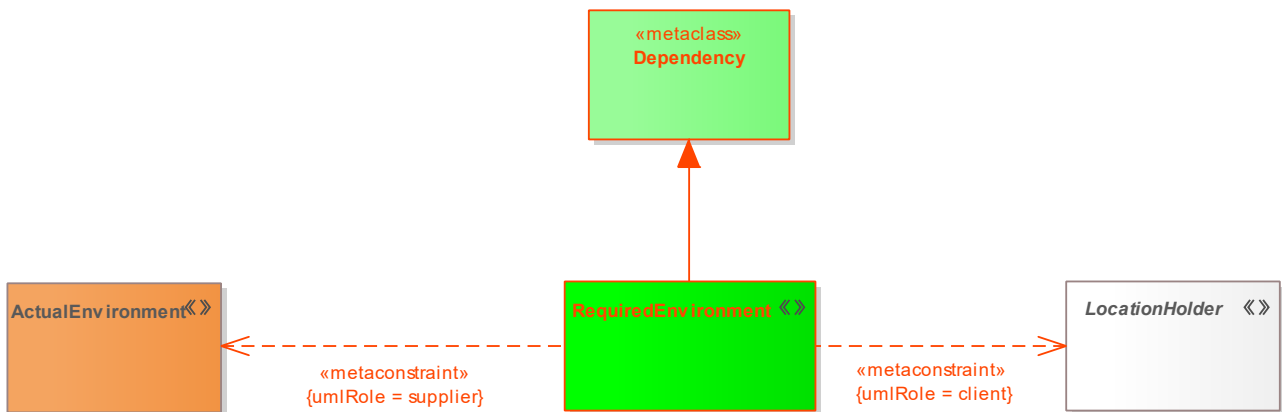 «metaclass»
Dependency
ActualEnvironment «»
RequiredEnvironment «»
LocationHolder «»
«metaconstraint»
{umlRole = supplier}
«metaconstraint»
{umlRole = client}